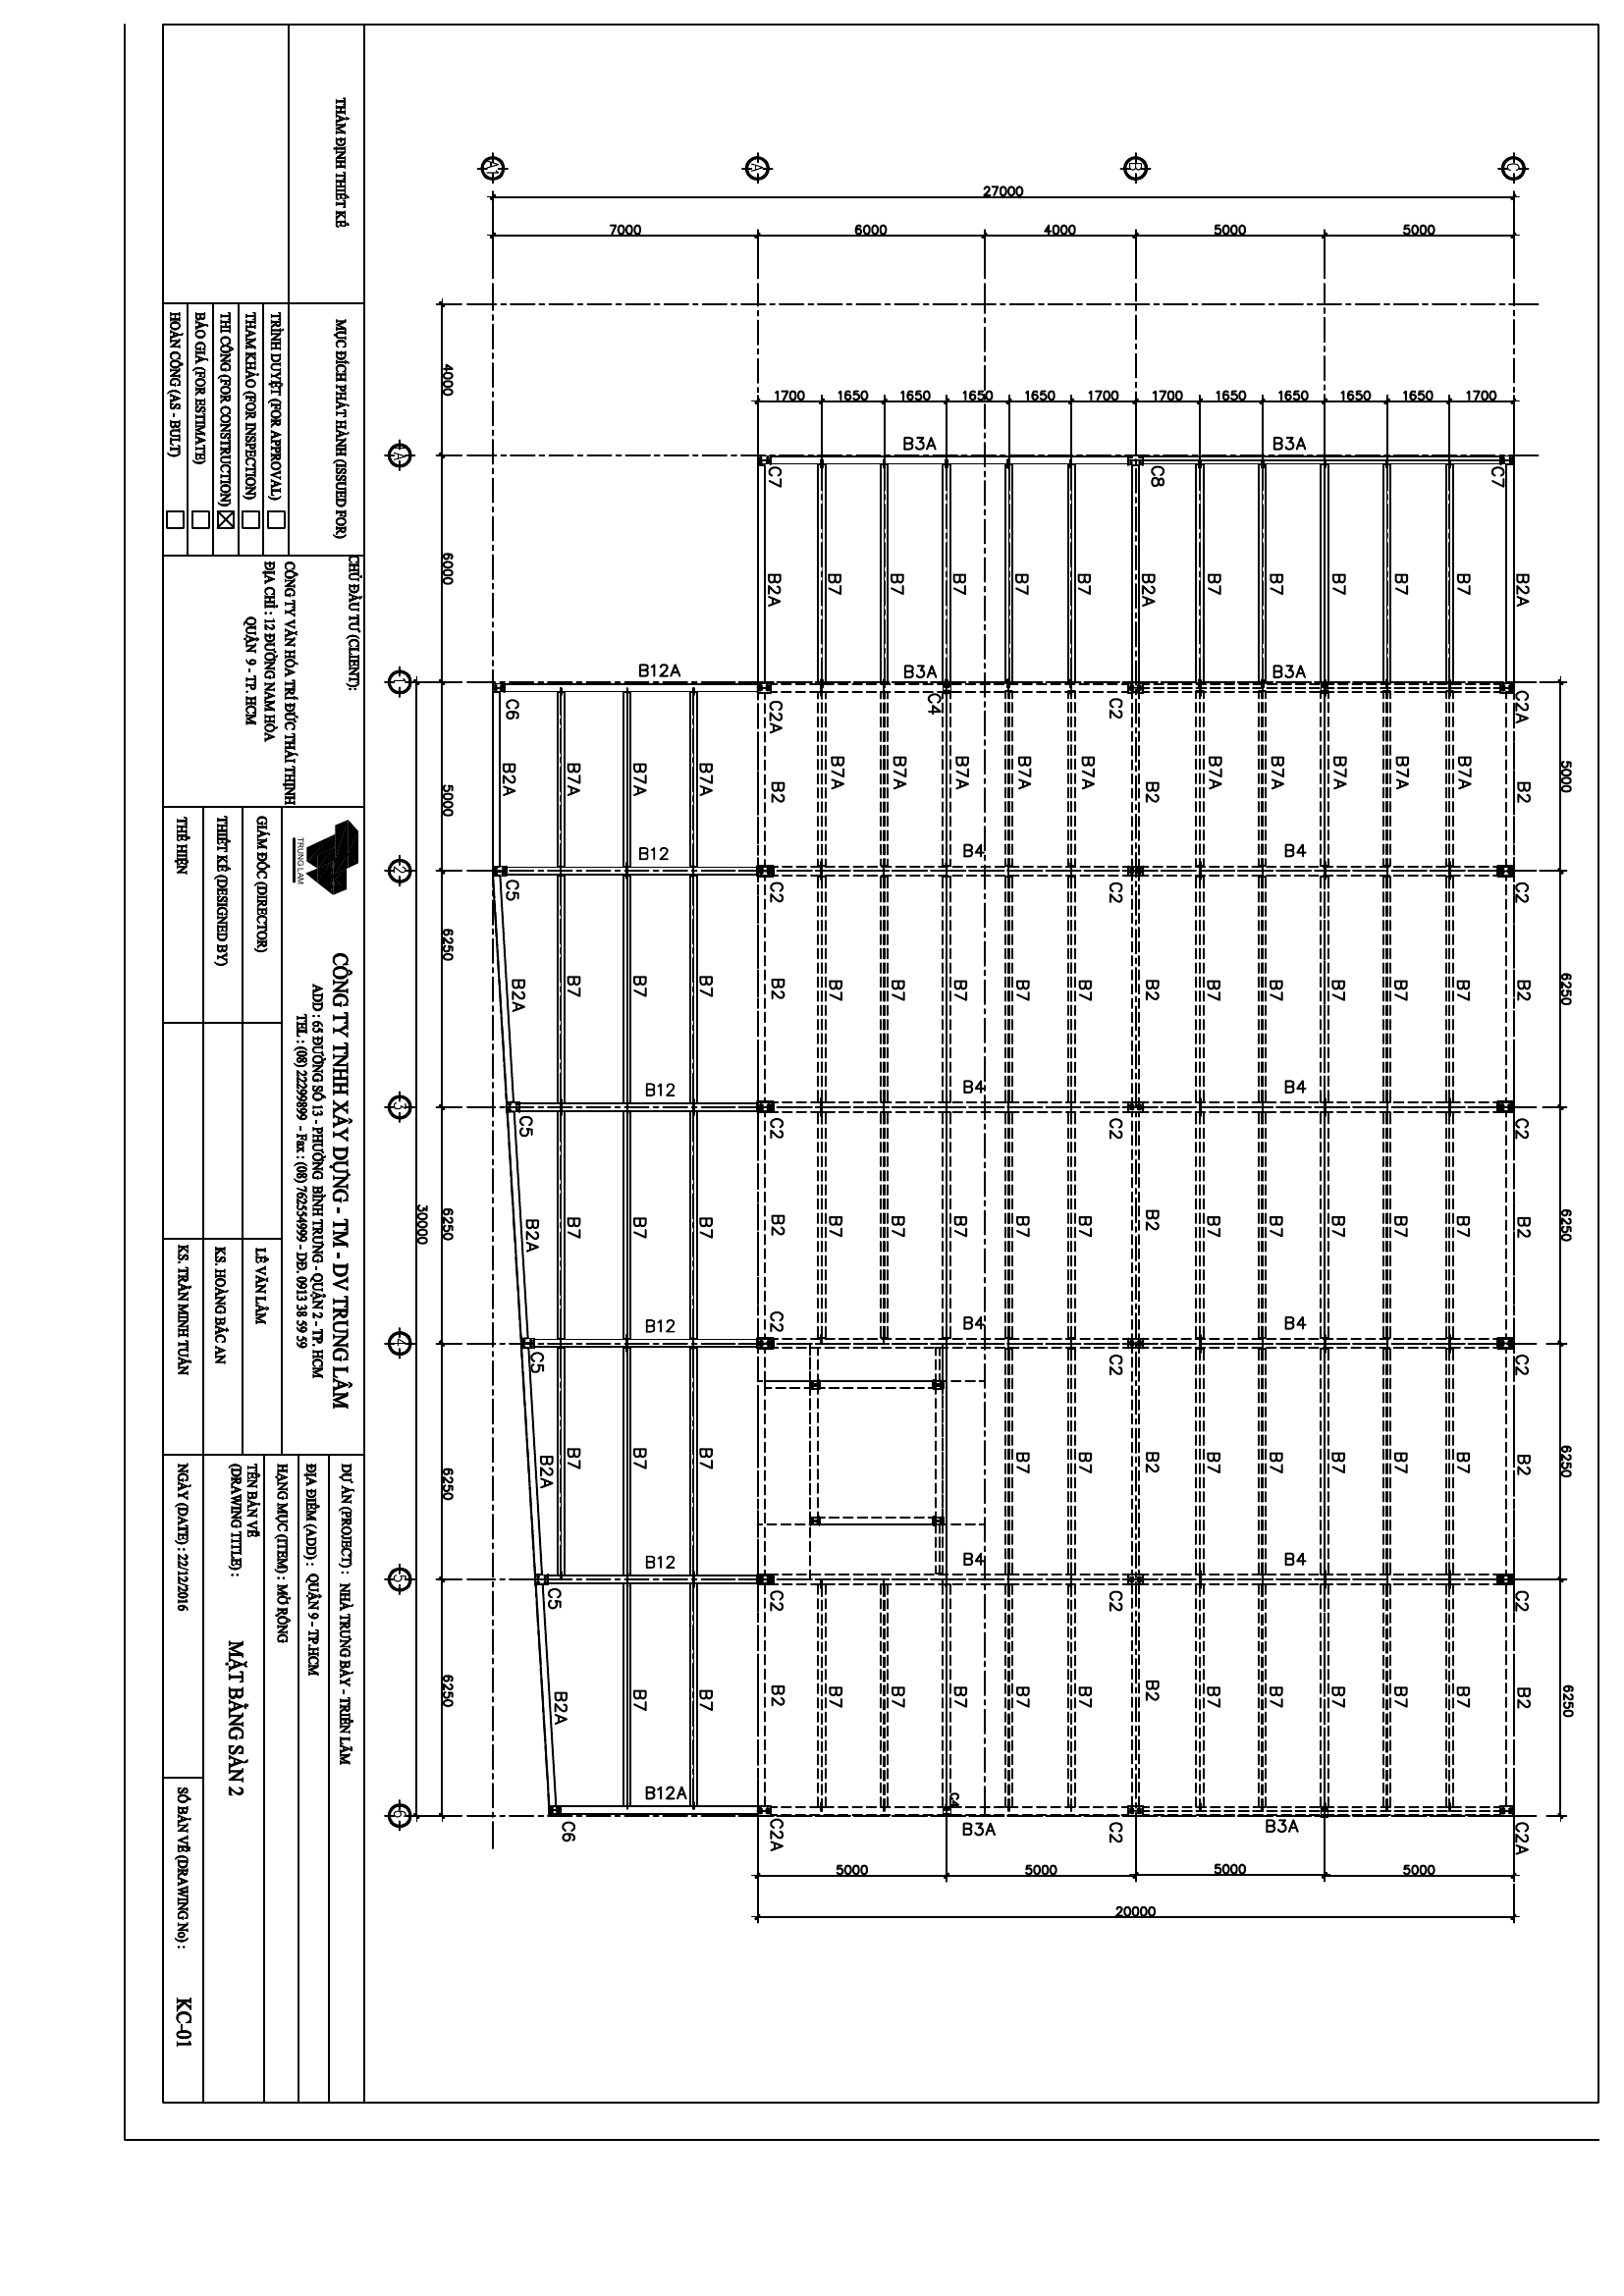 5000 6250 6250 6250 6250
C
B2A B2 C2 B2 C2 B2 C2 B2 C2 B2 C2A
C7 C2A
5000 1700 B7 B7A B7 B7 B7 B7 5000
1650 B7 B7A B7 B7 B7 B7
1650 B7 B7A B7 B7 B7 B7
B3A B3A B4 B4 B4 B4 B3A
5000 1650 B7 B7A B7 B7 B7 B7 5000
1650 B7 B7A B7 B7 B7 B7
1700
B
C8 B2A B2 B2 B2 B2 B2
C2 C2 C2 C2 C2 C2
20000
27000
4000 1700 B7 B7A B7 B7 B7 B7 5000
1650 B7 B7A B7 B7 B7 B7
B3A B3A C4 B4 B4 B4 B4 B3A
1650 B7 B7A B7 B7 B7
6000 1650 B7 B7A B7 B7 B7 5000
1650 B7 B7A B7 B7 B7
1700
A
C7 B2A C2A B2 C2 B2 C2 B2 C2 C2 B2 C2A
B7A B7 B7 B7 B7
7000 B12A B12 B12 B12 B12 B12A
B7A B7 B7 B7 B7
B7A B7 B7 B7
C6 B2A C5 B2A C5 B2A C5 B2A C5 B2A C6
4000 6000 5000 6250 6250 6250 6250
30000
1 2 3 4 5 6
THẨM ĐỊNH THIẾT KẾ
MỤC ĐÍCH PHÁT HÀNH (ISSUED FOR)
TRÌNH DUYỆT (FOR APPROVAL)
THAM KHẢO (FOR INSPECTION)
THI CÔNG (FOR CONSTRUCTION)
BÁO GIÁ (FOR ESTIMATE)
HOÀN CÔNG (AS - BULT)
CHỦ ĐẦU TƯ (CLIENT):
CÔNG TY VĂN HÓA TRÍ ĐỨC THÁI THỊNH
ĐỊA CHỈ : 12 ĐƯỜNG NAM HÒA
QUẬN 9 - TP. HCM
TRUNG LAM
CÔNG TY TNHH XÂY DỰNG - TM - DV TRUNG LÂM
ADD : 65 ĐƯỜNG SỐ 13 - PHƯỜNG BÌNH TRƯNG - QUẬN 2 - TP. HCM
TEL : (08) 22299899 - Fax : (08) 762554999 - DĐ. 0913 38 59 59
GIÁM ĐỐC (DIRECTOR) LÊ VĂN LÂM
THIẾT KẾ (DESIGNED BY) KS. HOÀNG BẮC AN
THỂ HIỆN KS. TRẦN MINH TUẤN
DỰ ÁN (PROJECT) : NHÀ TRƯNG BÀY - TRIỂN LÃM
ĐỊA ĐIỂM (ADD) : QUẬN 9 - TP.HCM
HẠNG MỤC (ITEM) : MỞ RỘNG
TÊN BẢN VẼ
(DRAWING TITLE) :
MẶT BẰNG SÀN 2
NGÀY (DATE) : 22/12/2016
SỐ BẢN VẼ (DRAWING No) : KC-01